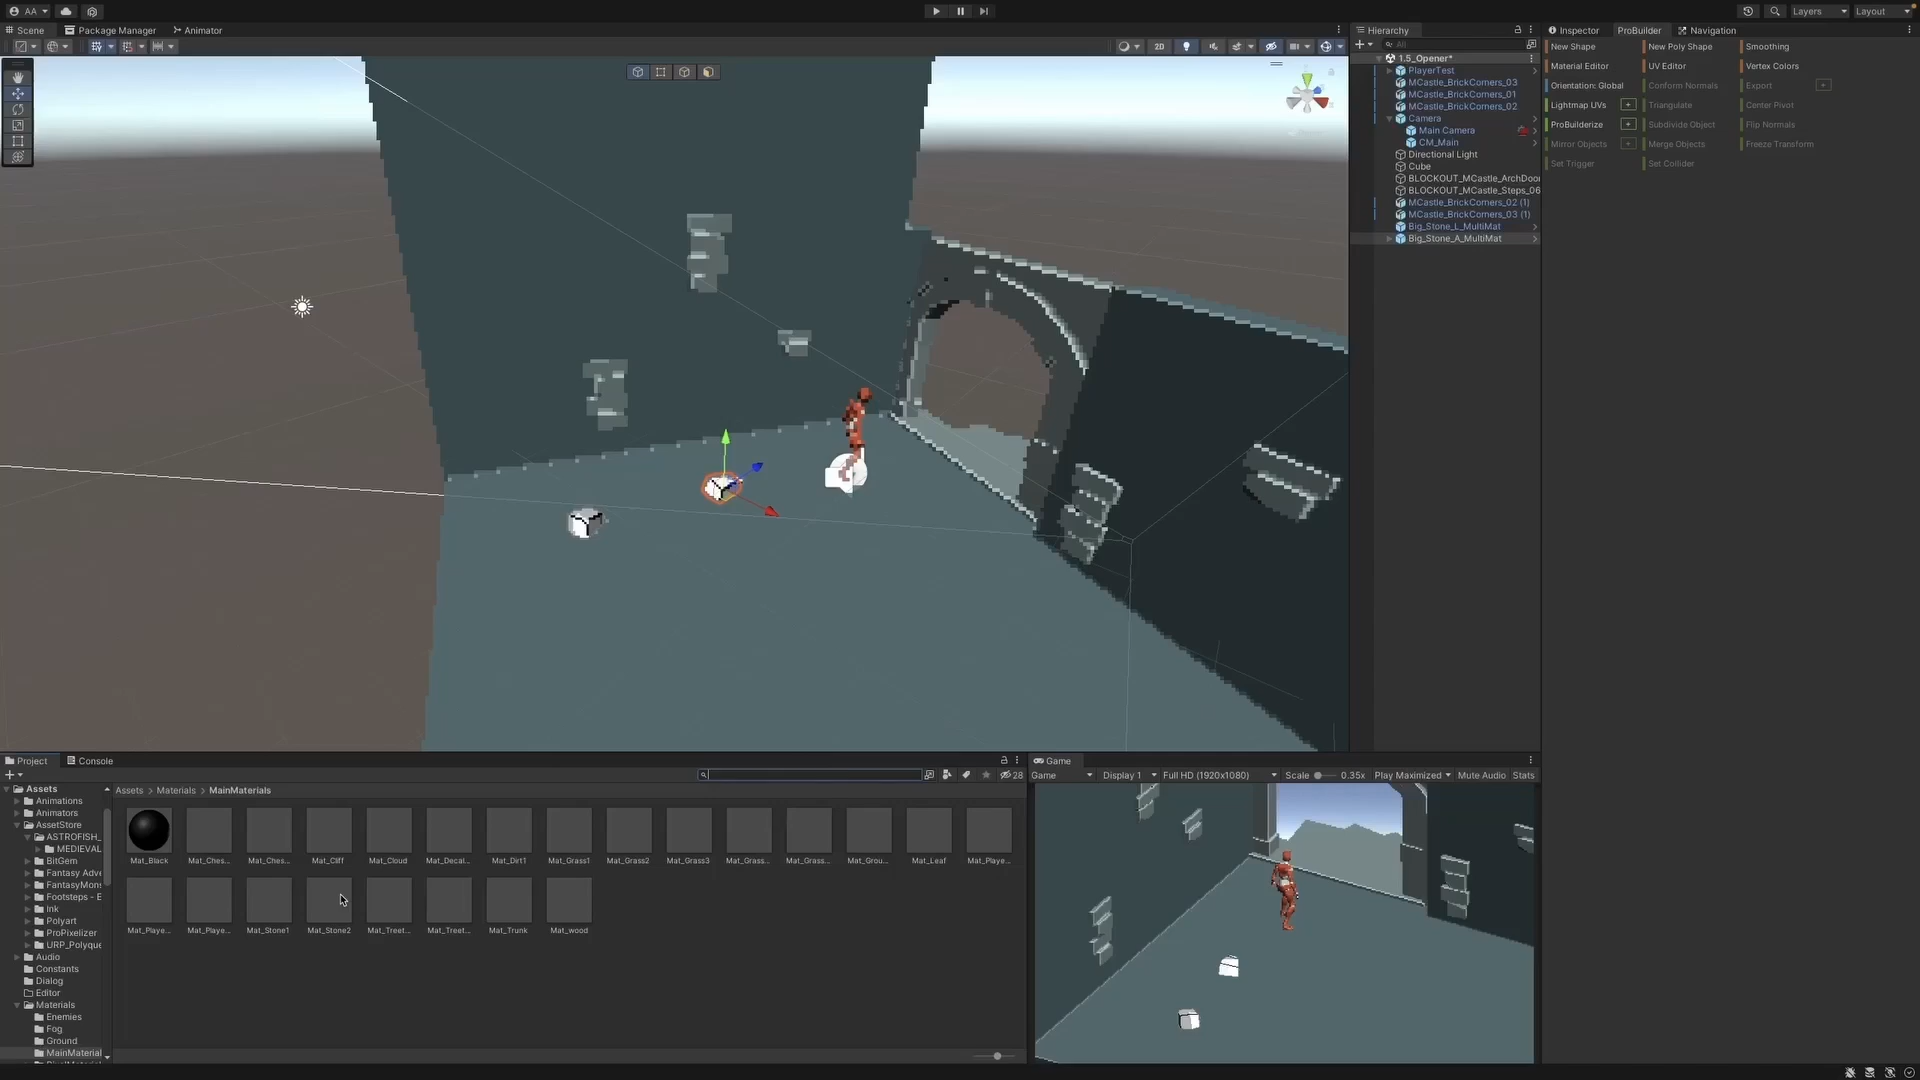 AA
Layers
Layout
Scene
Package Manager
Animator
2D
Hierarchy
All
1.5_Opener*
PlayerTest
MCastle_BrickCorners_03
MCastle_BrickCorners_01
MCastle_BrickCorners_02
Camera
Main Camera
CM_Main
Directional Light
Cube
BLOCKOUT_MCastle_ArchDoo
BLOCKOUT_MCastle_Steps_06
MCastle_BrickCorners_02 (1)
MCastle_BrickCorners_03 (1)
Big_Stone_L_MultiMat
Big_Stone_A_MultiMat
Inspector
ProBuilder
Navigation
New Shape
New Poly Shape
Smoothing
Material Editor
UV Editor
Vertex Colors
Orientation: Global
Conform Normals
Export
+
Lightmap UVs
+
Triangulate
Center Pivot
ProBuilderize
+
Subdivide Object
Flip Normals
Mirror Objects
+
Merge Objects
Freeze Transform
Set Trigger
Set Collider
Project
Console
28
Assets
Animations
Animators
AssetStore
ASTROFISH_
MEDIEVAL
BitGem
Fantasy Adve
FantasyMons
Footsteps - E
Ink
Polyart
ProPixelizer
URP_Polyque
Audio
Constants
Dialog
Editor
Materials
Enemies
Fog
Ground
MainMaterial
Assets > Materials > MainMaterials
Mat_Black
Mat_Ches...
Mat_Ches...
Mat_Cliff
Mat_Cloud
Mat_Decal...
Mat_Dirt1
Mat_Grass1
Mat_Grass2
Mat_Grass3
Mat_Grass...
Mat_Grass...
Mat_Grou...
Mat_Leaf
Mat_Playe...
Mat_Playe...
Mat_Playe...
Mat_Stone1
Mat_Stone2
Mat_Treet...
Mat_Treet...
Mat_Trunk
Mat_wood
Game
Game
Display 1
Full HD (1920x1080)
Scale
0.35x
Play Maximized
Mute Audio
Stats